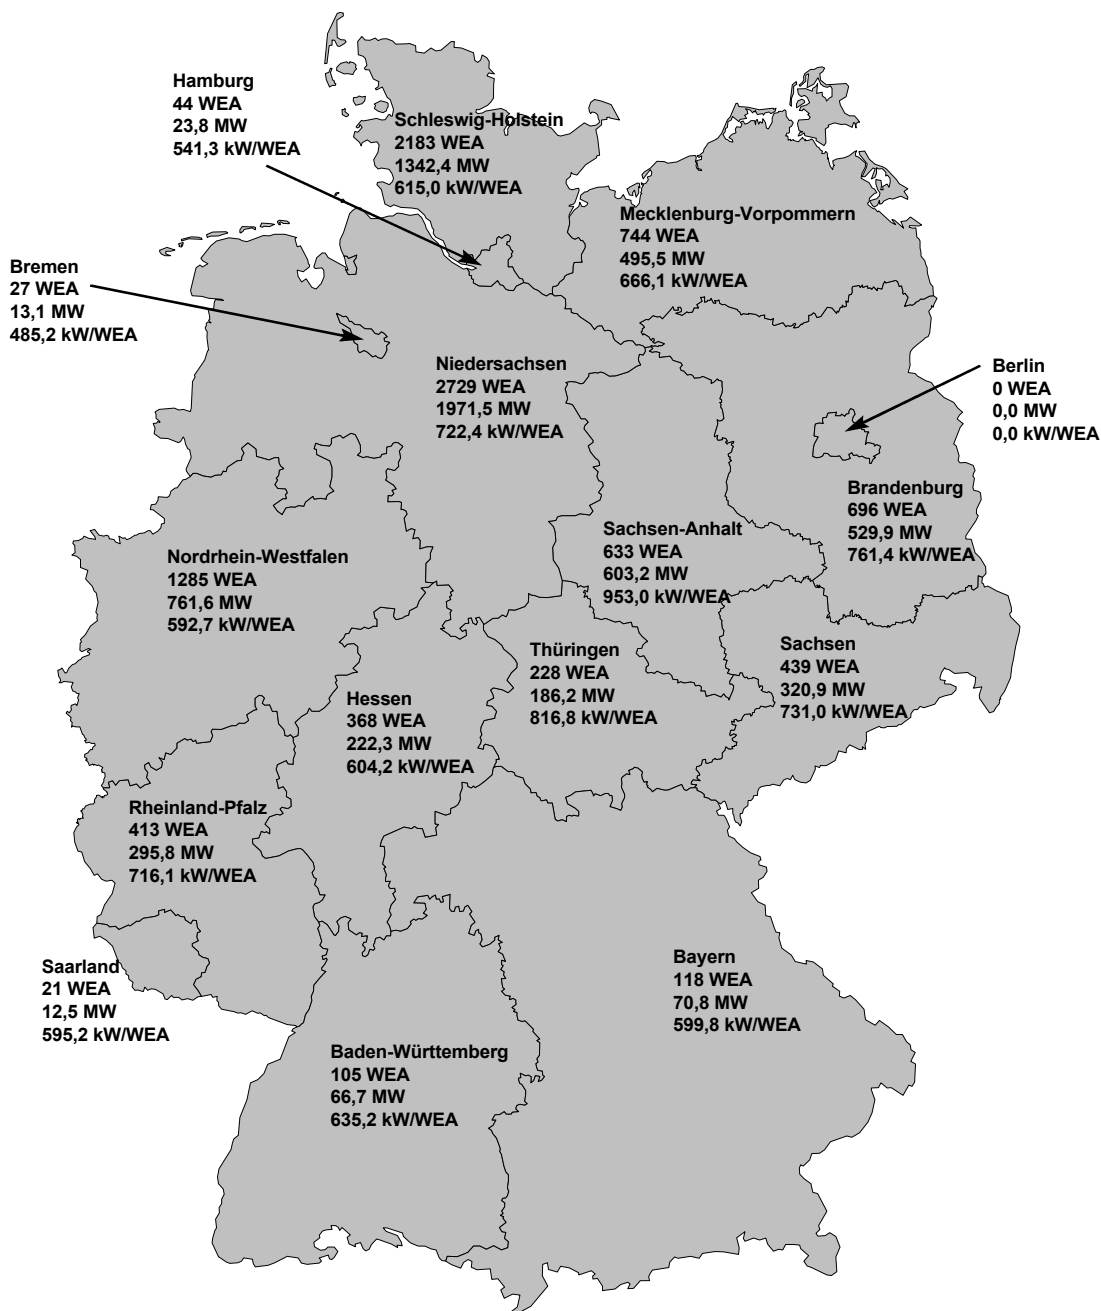 Hamburg
44 WEA
23,8 MW
541,3 kW/WEA
Schleswig-Holstein
2183 WEA
1342,4 MW
615,0 kW/WEA
Mecklenburg-Vorpommern
744 WEA
495,5 MW
666,1 kW/WEA
Bremen
27 WEA
13,1 MW
485,2 kW/WEA
Niedersachsen
2729 WEA
1971,5 MW
722,4 kW/WEA
Berlin
0 WEA
0,0 MW
0,0 kW/WEA
Brandenburg
696 WEA
529,9 MW
761,4 kW/WEA
Sachsen-Anhalt
633 WEA
603,2 MW
953,0 kW/WEA
Nordrhein-Westfalen
1285 WEA
761,6 MW
592,7 kW/WEA
Thüringen
228 WEA
186,2 MW
816,8 kW/WEA
Sachsen
439 WEA
320,9 MW
731,0 kW/WEA
Hessen
368 WEA
222,3 MW
604,2 kW/WEA
Rheinland-Pfalz
413 WEA
295,8 MW
716,1 kW/WEA
Saarland
21 WEA
12,5 MW
595,2 kW/WEA
Bayern
118 WEA
70,8 MW
599,8 kW/WEA
Baden-Württemberg
105 WEA
66,7 MW
635,2 kW/WEA